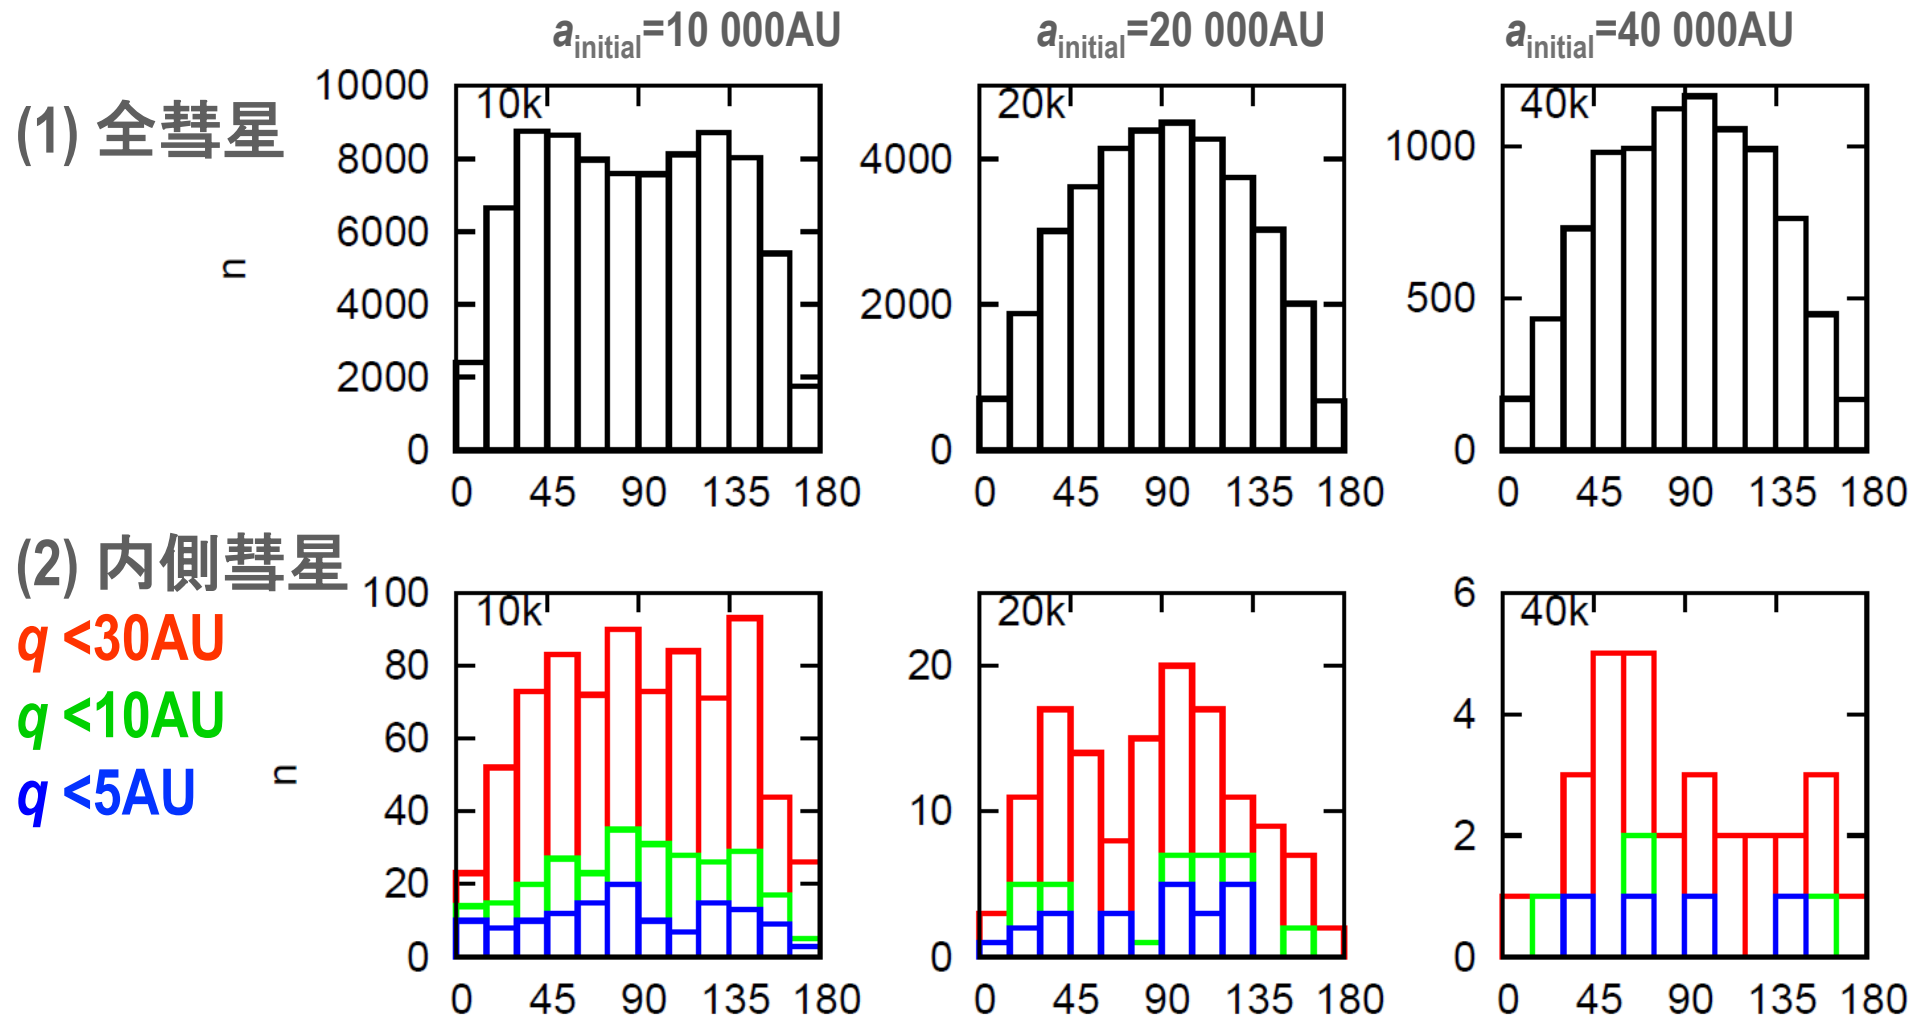 a initial=10 000AU
a initial=20 000AU
a initial=40 000AU
(1) 全彗星
n
10k
10000
8000
6000
4000
2000
0
0 45 90 135 180
20k
4000
2000
0
0 45 90 135 180
40k
1000
500
0
0 45 90 135 180
(2) 内側彗星
q <30AU
q <10AU
q <5AU
n
10k
100
80
60
40
20
0
0 45 90 135 180
20k
20
10
0
0 45 90 135 180
40k
6
4
2
0
0 45 90 135 180